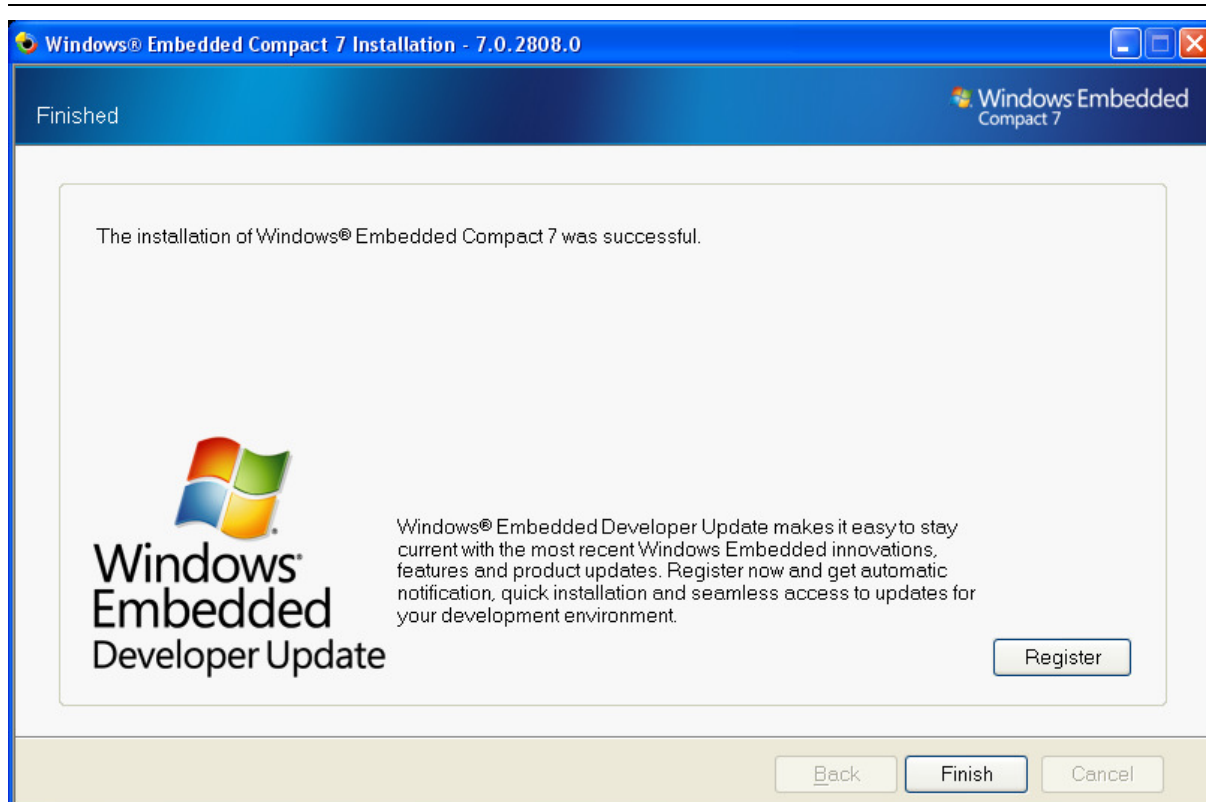 Windows® Embedded Compact 7 Installation - 7.0.2808.0
Finished
Windows® Embedded
Compact 7
The installation of Windows® Embedded Compact 7 was successful.
Windows®
Embedded
Developer Update
Windows® Embedded Developer Update makes it easy to stay
current with the most recent Windows Embedded innovations,
features and product updates. Register now and get automatic
notification, quick installation and seamless access to updates for
your development environment.
Register
Back Finish Cancel